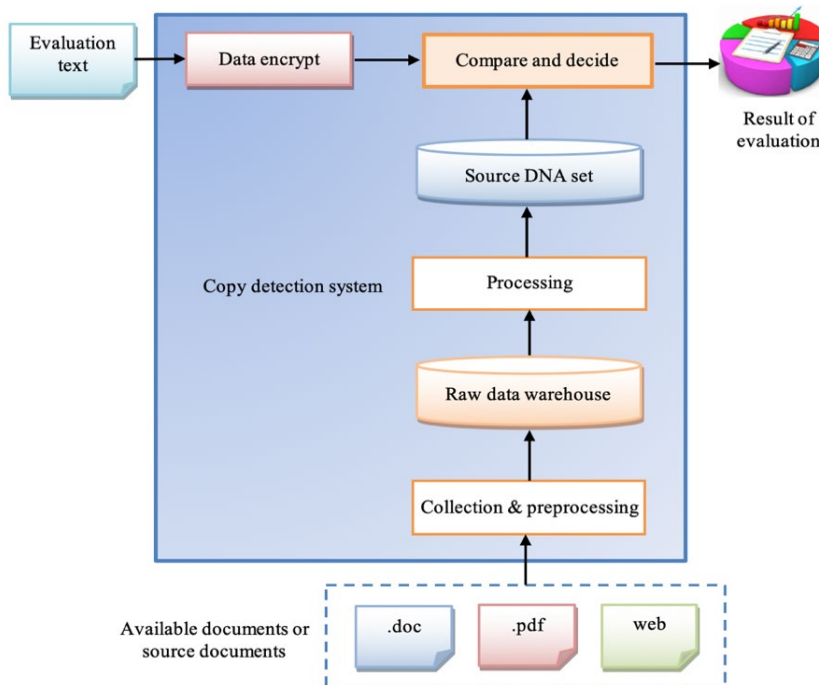 Evaluation
text
Data encrypt
Compare and decide
Result of
evaluation
Source DNA set
Copy detection system
Processing
Raw data warehouse
Collection & preprocessing
Available documents or
source documents
.doc
.pdf
web